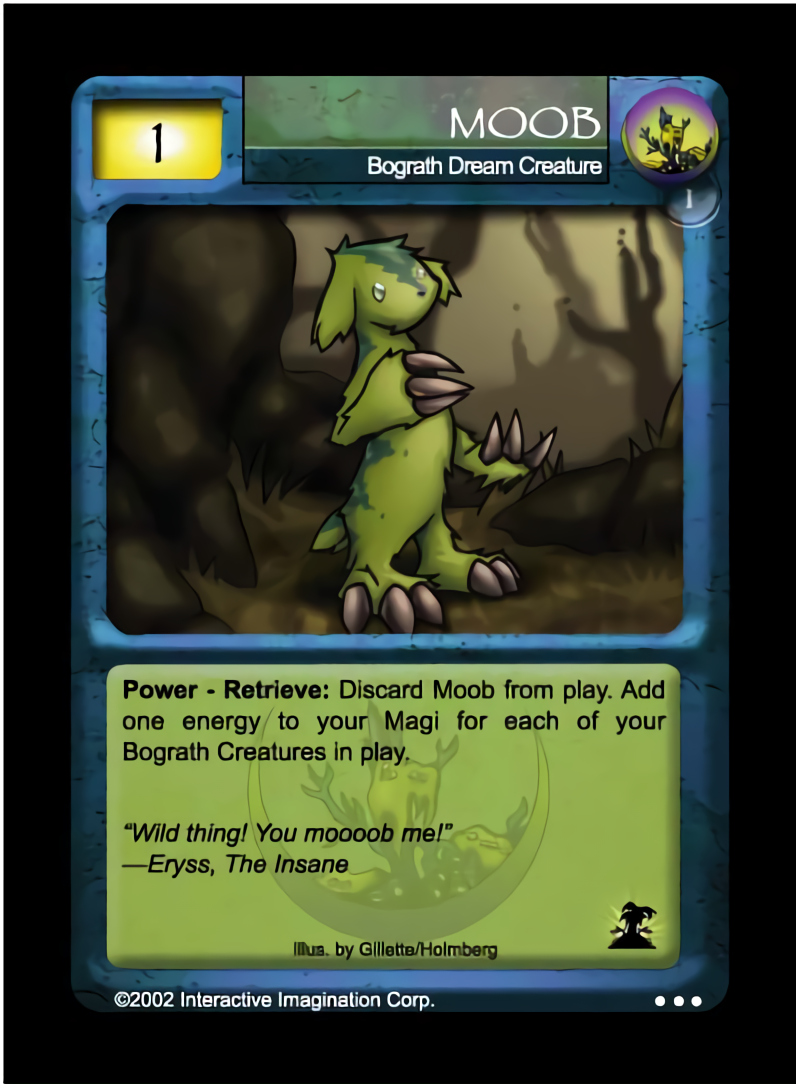 1
MOOB
Bograth Dream Creature
1
Power - Retrieve: Discard Moob from play. Add
one energy to your Magi for each of your
Bograth Creatures in play.
“Wild thing! You moooob me!”
—Eryss, The Insane
Illus. by Gillette/Holmberg
©2002 Interactive Imagination Corp.